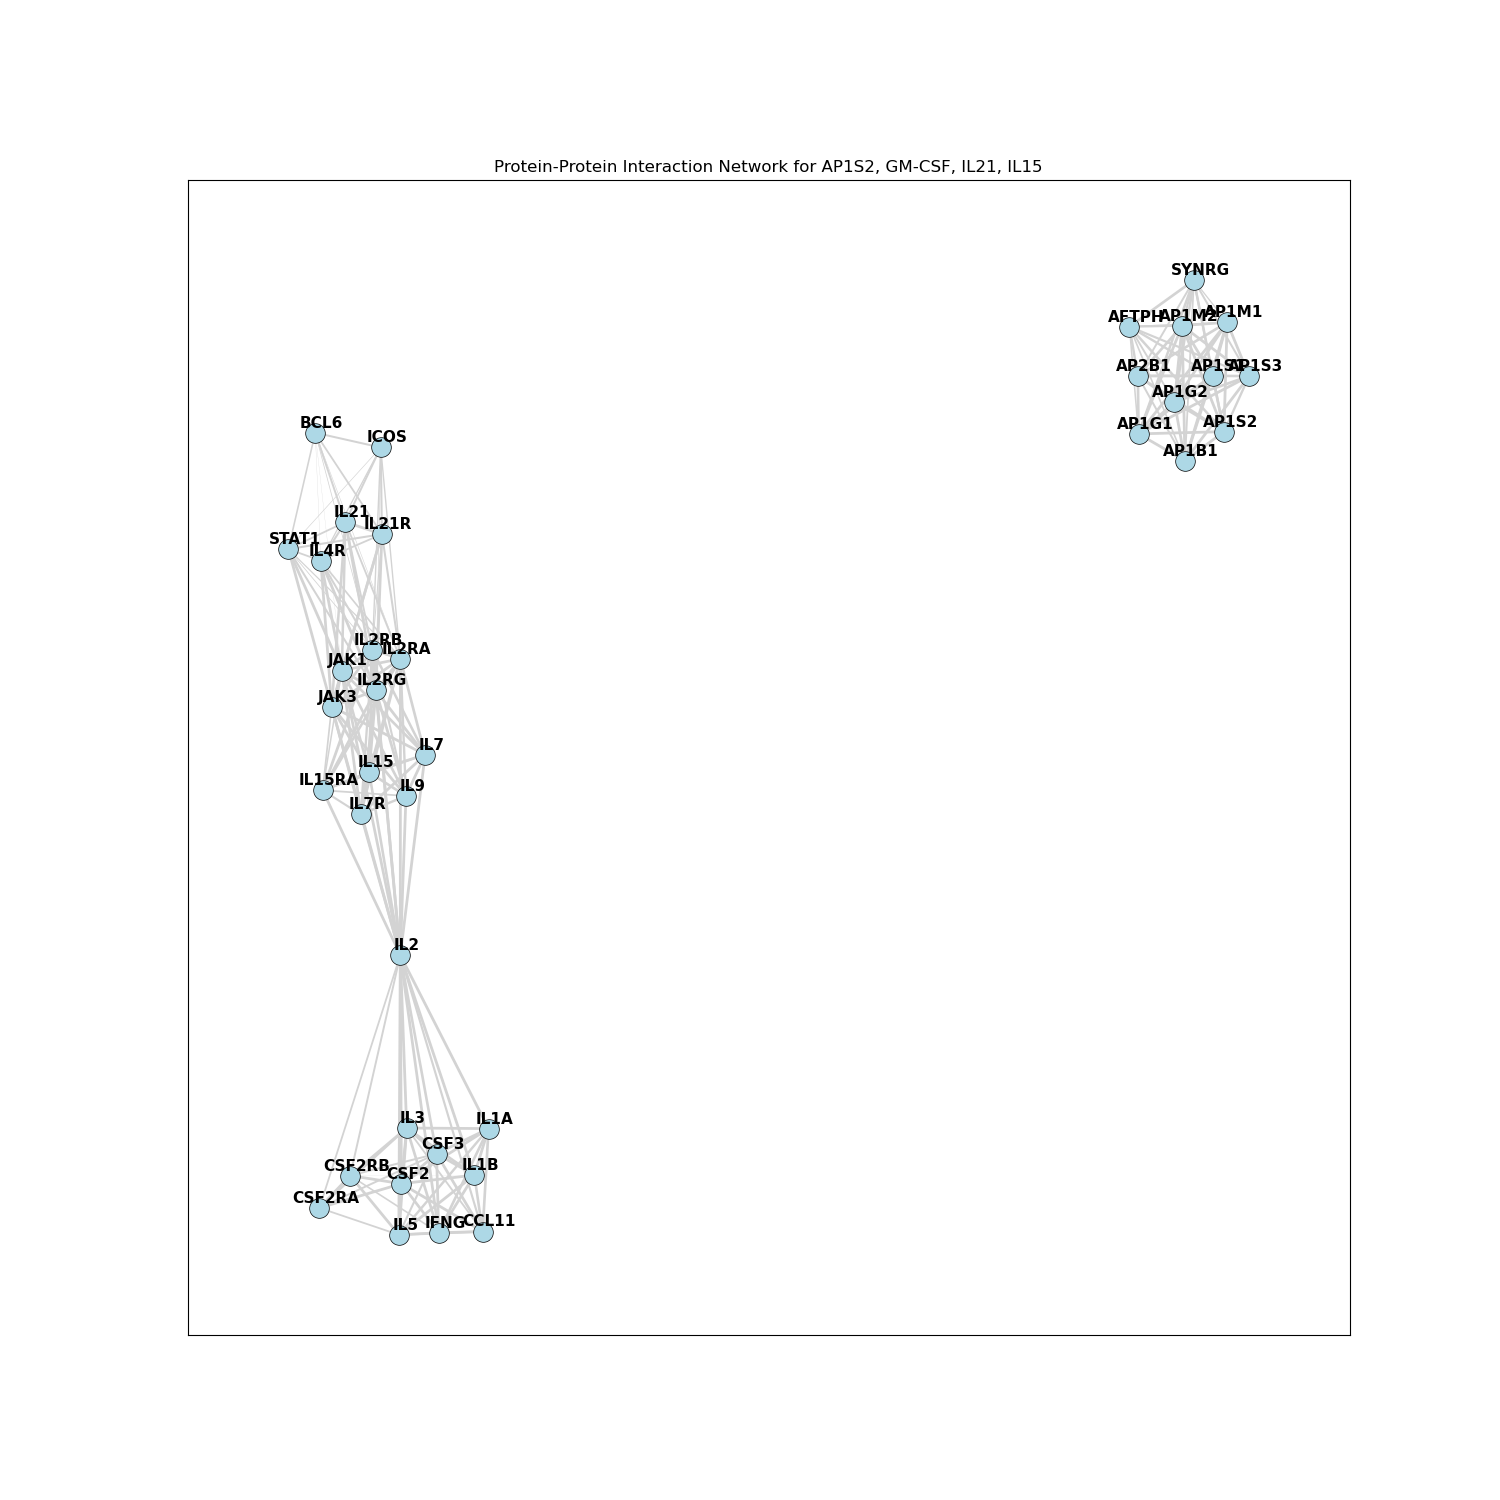 Protein-Protein Interaction Network for AP1S2, GM-CSF, IL21, IL15
SYNRG
AFTPH
AP1M2
AP1M1
AP2B1
AP1S1
AP1S3
AP1G2
AP1G1
AP1S2
AP1B1
BCL6
ICOS
IL21
IL21R
STAT1
IL4R
IL2RB
IL2RA
JAK1
IL2RG
JAK3
IL7
IL15
IL15RA
IL9
IL7R
IL2
IL3
IL1A
CSF3
CSF2RB
CSF2
IL1B
CSF2RA
IL5
IFNG
CCL11